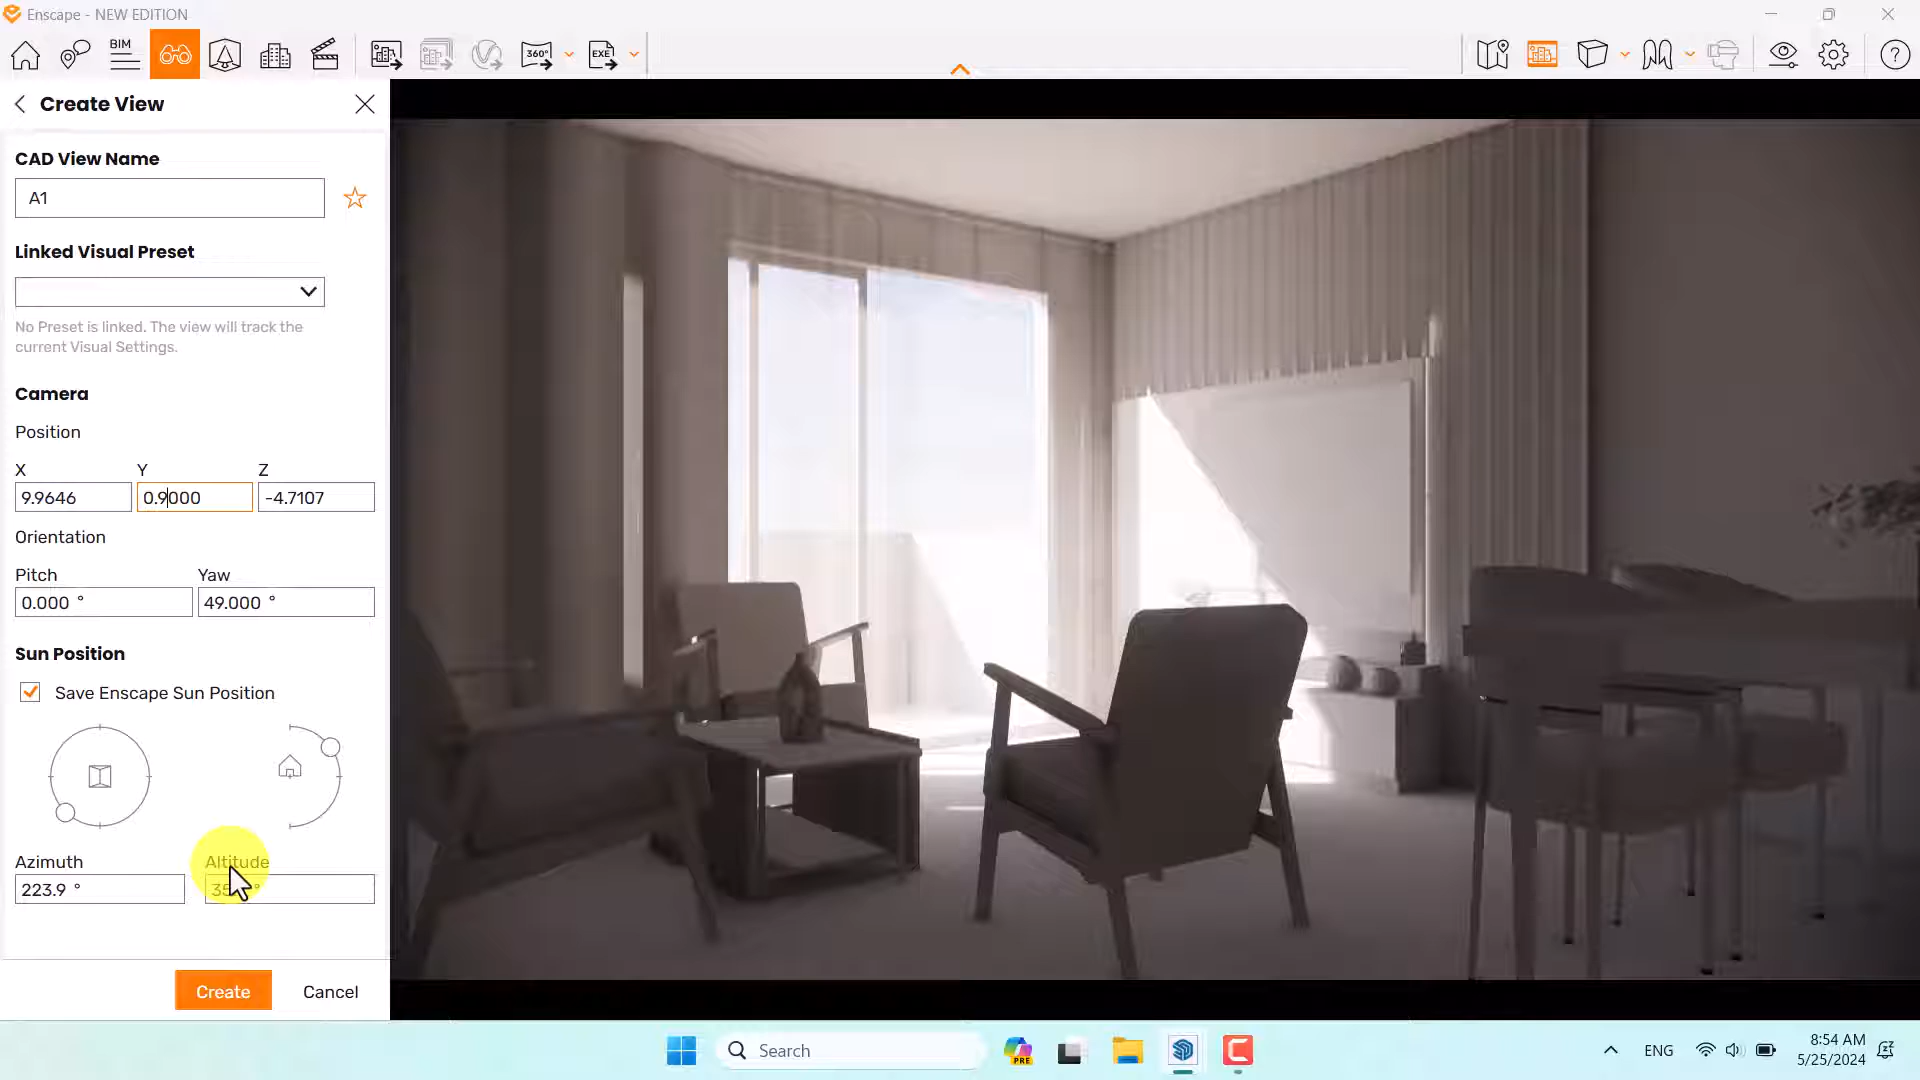 Enscape - NEW EDITION
BIM
360°
EXE
Create View
CAD View Name
A1
Linked Visual Preset
No Preset is linked. The view will track the
current Visual Settings.
Camera
Position
X Y Z
9.9646 0.9000 -4.7107
Orientation
Pitch Yaw
0.000 ° 49.000 °
Sun Position
Save Enscape Sun Position
Azimuth Altitude
223.9 °
Create Cancel
Search
PRE
ENG
8:54 AM
5/25/2024